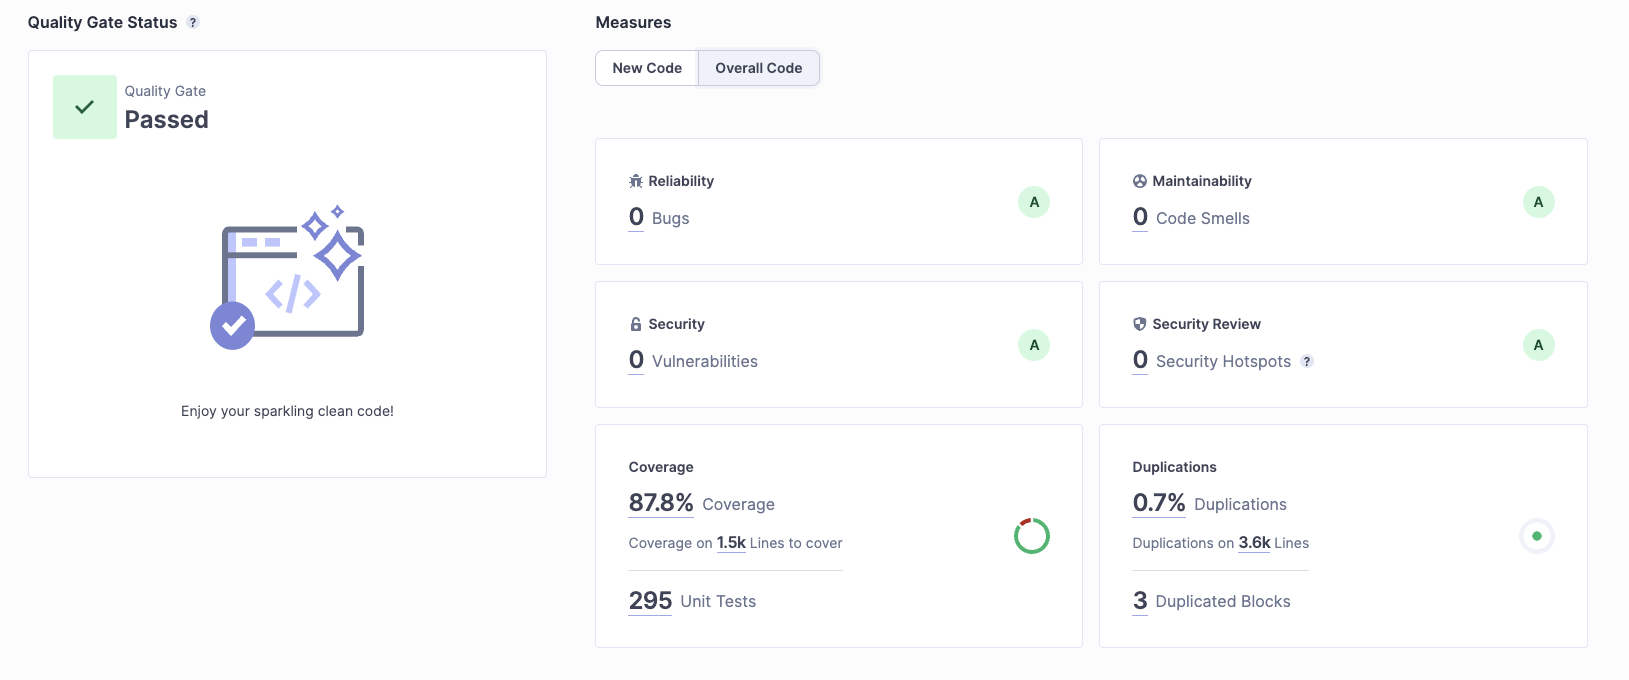 Quality Gate Status ?
Quality Gate
Passed
Enjoy your sparkling clean code!
Measures
New Code Overall Code
Reliability
0 Bugs
A
Maintainability
0 Code Smells
A
Security
0 Vulnerabilities
A
Security Review
0 Security Hotspots ?
A
Coverage
87.8% Coverage
Coverage on 1.5k Lines to cover
295 Unit Tests
Duplications
0.7% Duplications
Duplications on 3.6k Lines
3 Duplicated Blocks